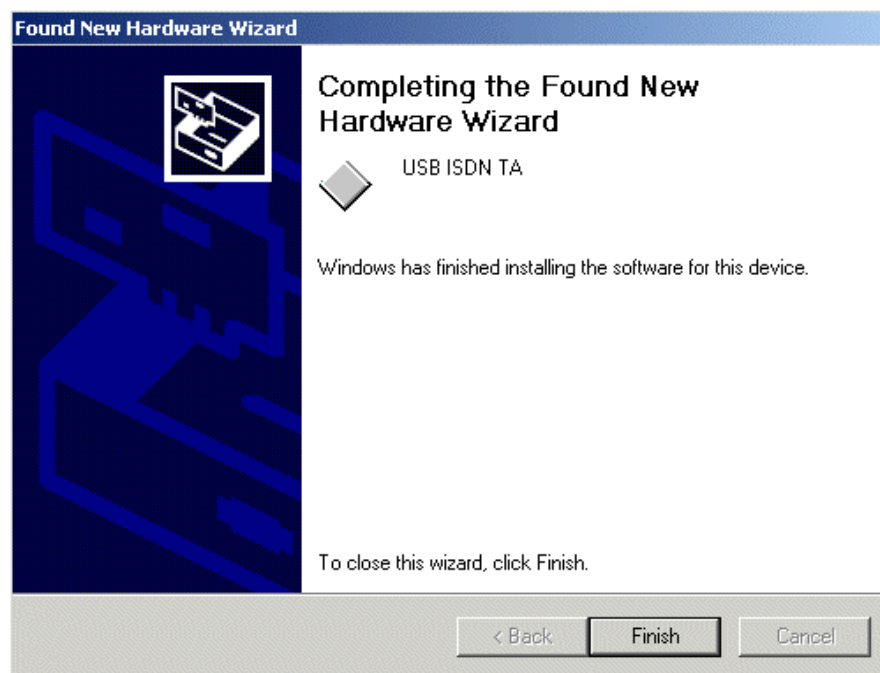 Found New Hardware Wizard
Completing the Found New
Hardware Wizard
USB ISDN TA
Windows has finished installing the software for this device.
To close this wizard, click Finish.
< Back
Finish
Cancel